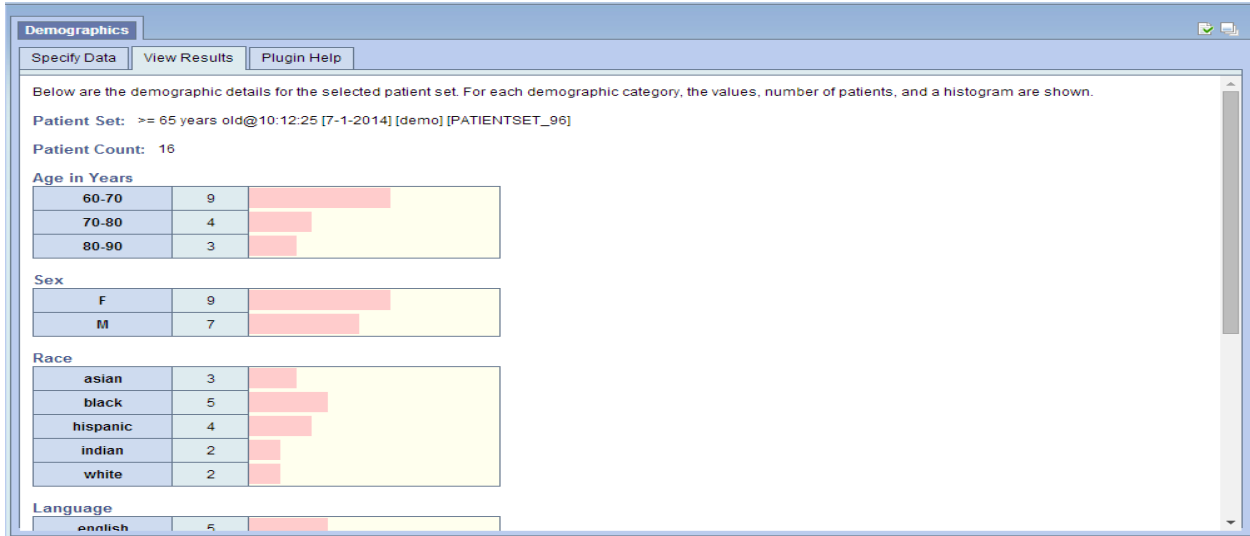 Demographics
Specify Data View Results Plugin Help
Below are the demographic details for the selected patient set. For each demographic category, the values, number of patients, and a histogram are shown.
Patient Set: >= 65 years old@10:12:25 [7-1-2014] [demo] [PATIENTSET_96]
Patient Count: 16
Age in Years
60-70 9
70-80 4
80-90 3
Sex
F 9
M 7
Race
asian 3
black 5
hispanic 4
indian 2
white 2
Language
english 5